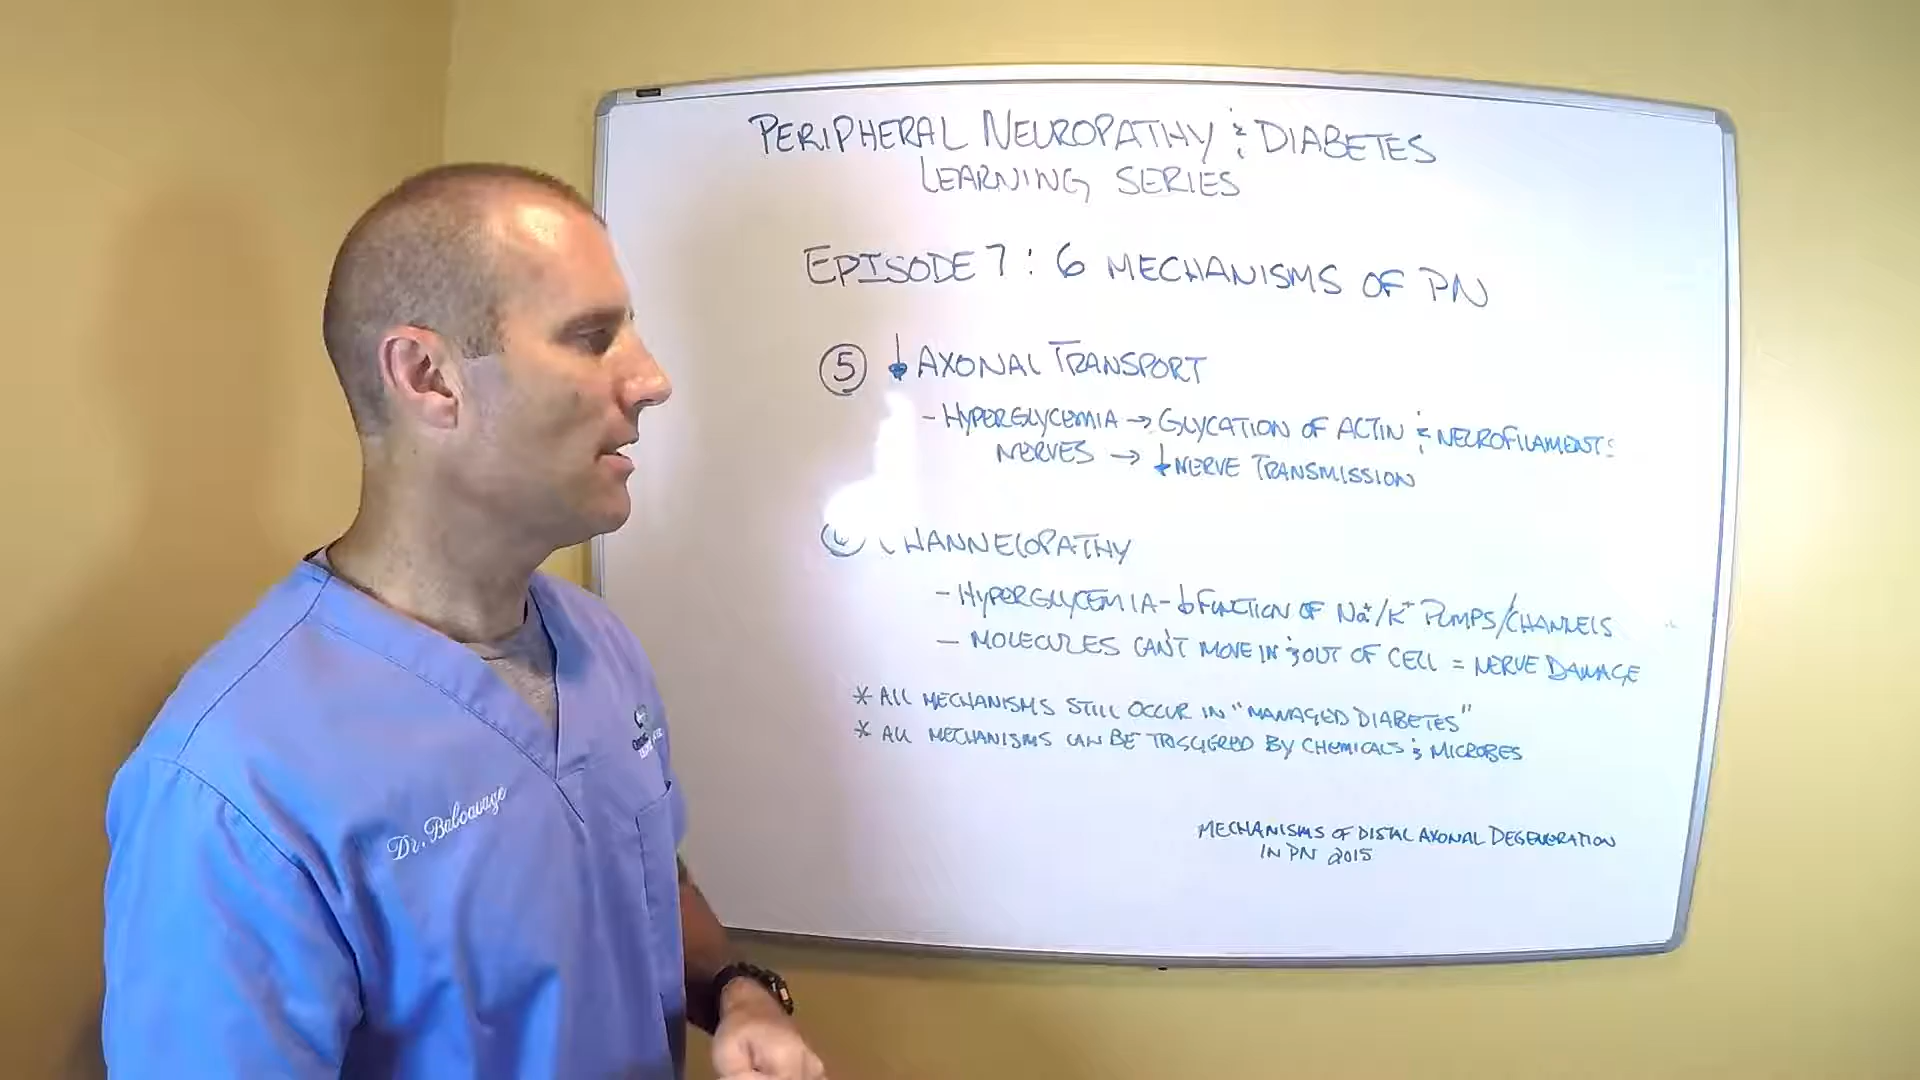 PERIPHERAL NEUROPATHY & DIABETES
LEARNING SERIES
EPISODE 7: 6 MECHANISMS OF PN
5 ↓ AXONAL TRANSPORT
- HYPERGLYCEMIA → GLYCATION OF ACTIN & NEUROFILAMENTS
NERVES → ↓ NERVE TRANSMISSION
HANNELOPATHY
- HYPERGLYCEMIA - ↓ FUNCTION OF Na+/K+ PUMPS/CHANNELS
- MOLECULES CAN'T MOVE IN & OUT OF CELL = NERVE DAMAGE
* ALL MECHANISMS STILL OCCUR IN "MANAGED DIABETES"
* ALL MECHANISMS CAN BE TRIGGERED BY CHEMICALS & MICROBES
MECHANISMS OF DISTAL AXONAL DEGENERATION
IN PN 2015
Dr. Baboavage